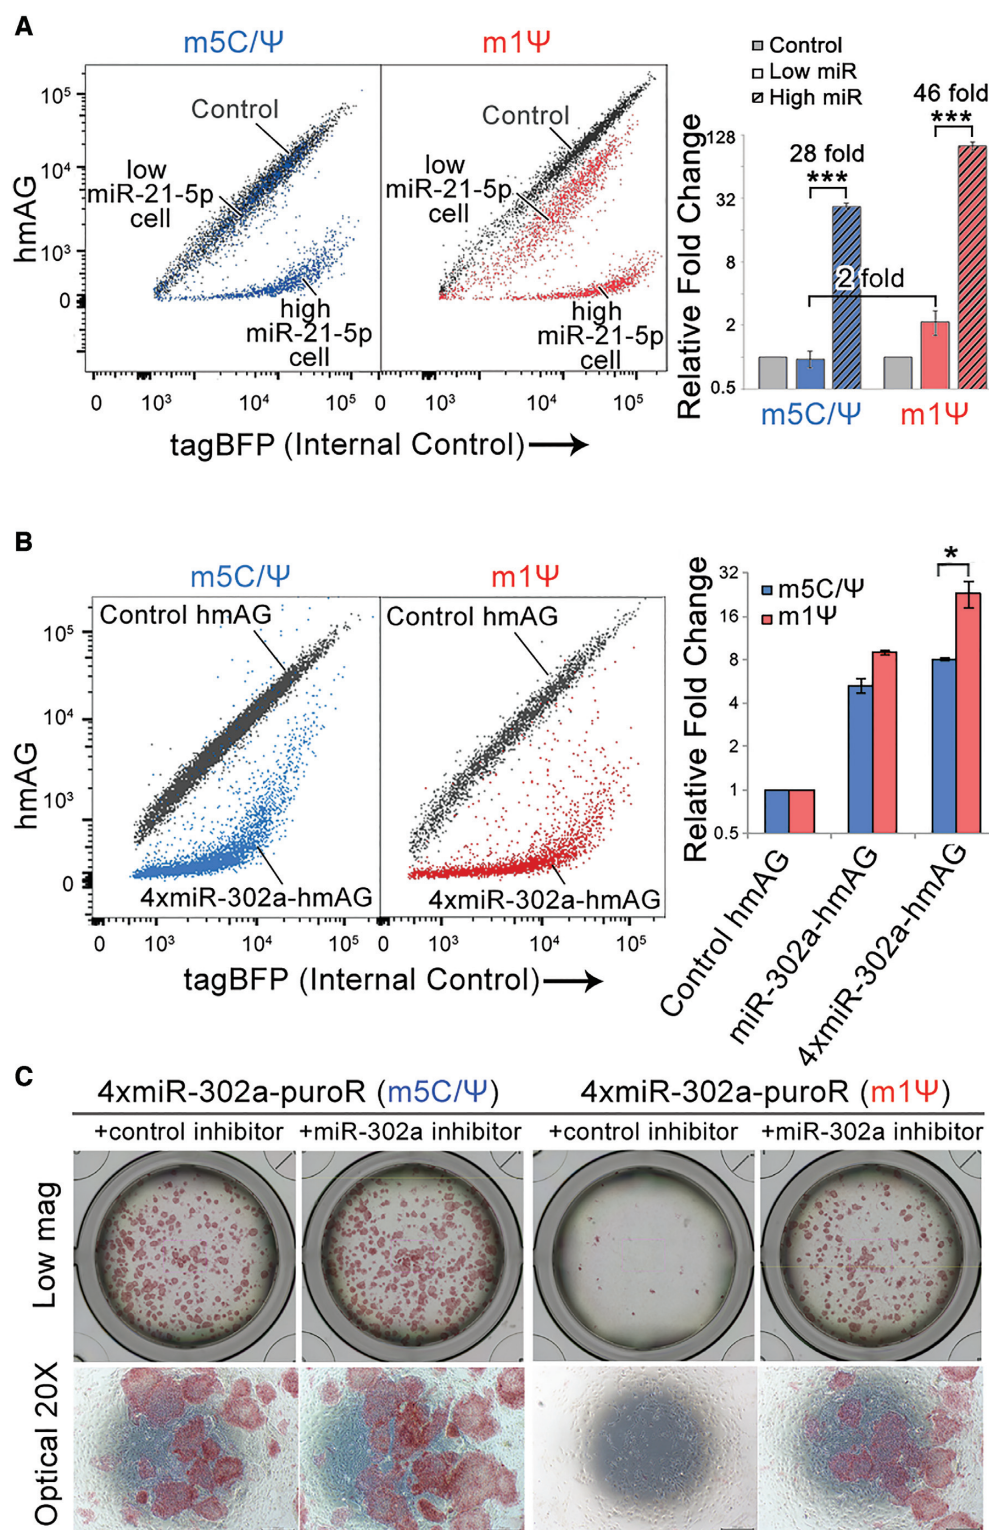 A
m5C/Ψ
m1Ψ
hmAG
10⁵
10⁴
10³
0
Control
low
miR-21-5p
cell
high
miR-21-5p
cell
Control
low
miR-21-5p
cell
high
miR-21-5p
cell
0 10³ 10⁴ 10⁵ 0 10³ 10⁴ 10⁵
tagBFP (Internal Control)
Control
Low miR
High miR
Relative Fold Change
128
32
8
2
0.5
28 fold
***
46 fold
***
2 fold
m5C/Ψ
m1Ψ
B
m5C/Ψ
m1Ψ
hmAG
10⁵
10⁴
10³
0
Control hmAG
4xmiR-302a-hmAG
Control hmAG
4xmiR-302a-hmAG
0 10³ 10⁴ 10⁵ 0 10³ 10⁴ 10⁵
tagBFP (Internal Control)
Relative Fold Change
32
16
8
4
2
1
0.5
m5C/Ψ
m1Ψ
*
Control hmAG
miR-302a-hmAG
4xmiR-302a-hmAG
C
4xmiR-302a-puroR (m5C/Ψ)
4xmiR-302a-puroR (m1Ψ)
+control inhibitor
+miR-302a inhibitor
+control inhibitor
+miR-302a inhibitor
Low mag
Optical 20X